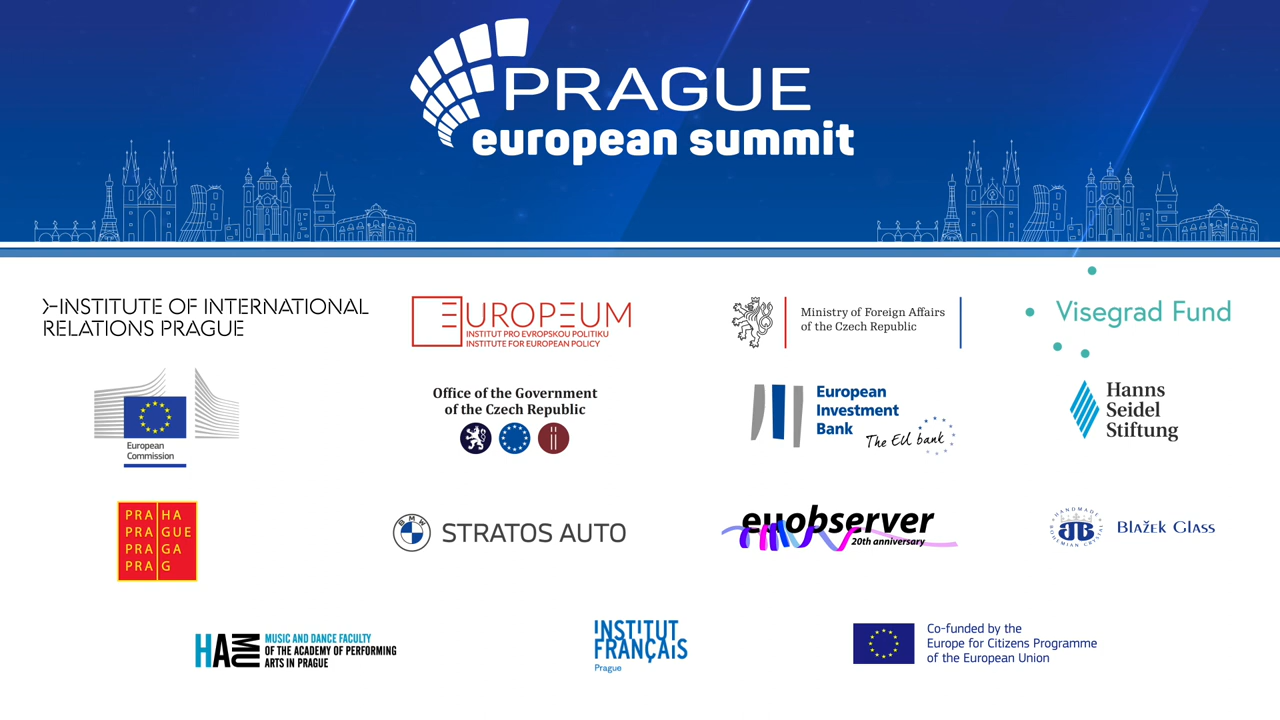 PRAGUE
european summit
INSTITUTE OF INTERNATIONAL
RELATIONS PRAGUE
EUROPEUM
INSTITUT PRO EVROPSKOU POLITIKU
INSTITUTE FOR EUROPEAN POLICY
Ministry of Foreign Affairs
of the Czech Republic
Visegrad Fund
European
Commission
Office of the Government
of the Czech Republic
European
Investment
Bank
The EU bank
Hanns
Seidel
Stiftung
PRA HA
PRA GUE
PRA GA
PRA G
BMW
STRATOS AUTO
euobserver
20th anniversary
HANDMADE
BOHEMIAN CRYSTAL
BLAŽEK GLASS
HAMU
MUSIC AND DANCE FACULTY
OF THE ACADEMY OF PERFORMING
ARTS IN PRAGUE
INSTITUT
FRANÇAIS
Prague
Co-funded by the
Europe for Citizens Programme
of the European Union